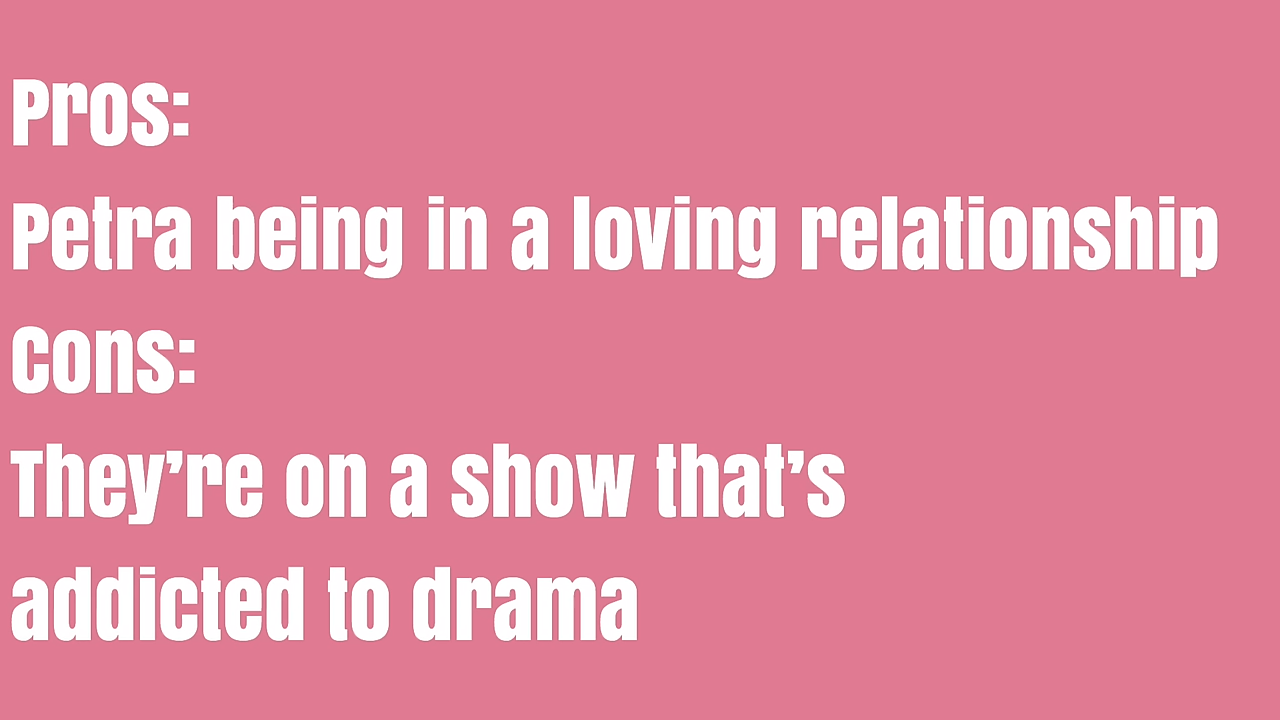 Pros:
Petra being in a loving relationship
Cons:
They’re on a show that’s
addicted to drama